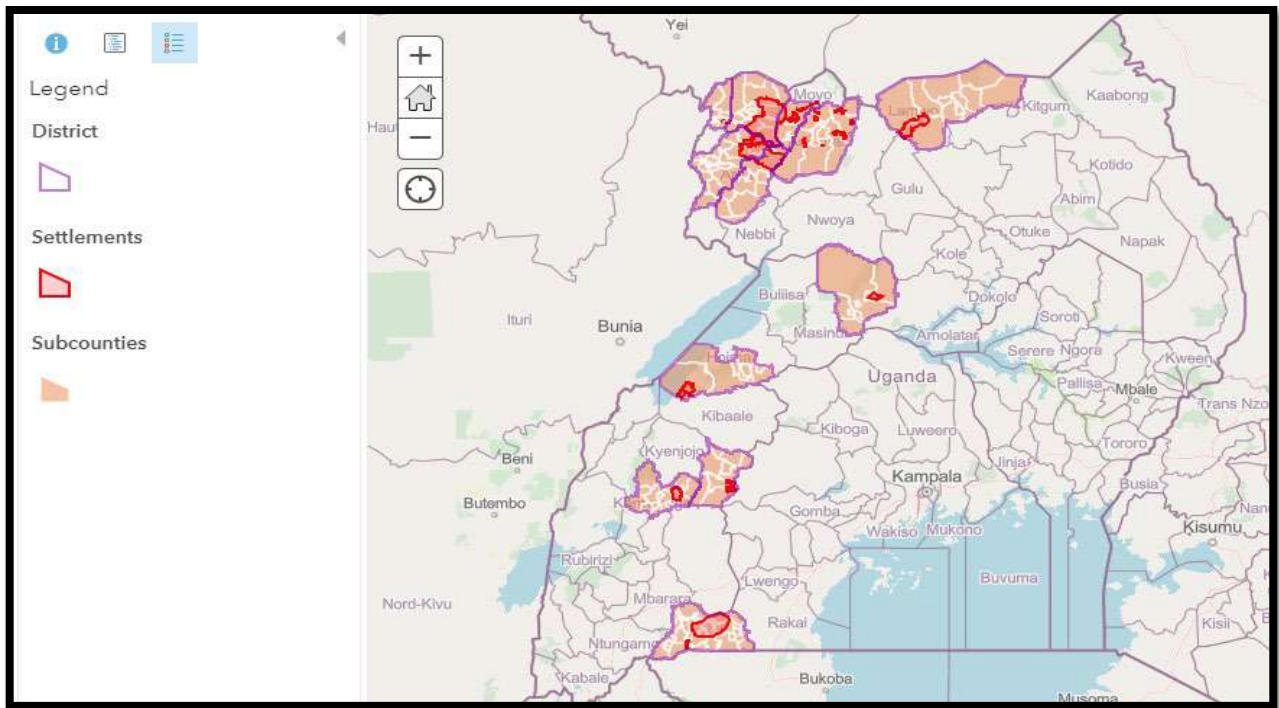 Legend
District
Settlements
Subcounties
+
−
Yei
Moyo
Kaabong
Kitgum
Kotido
Gulu
Abim
Nwoya
Otuke
Napak
Nebbi
Kole
Buliisa
Dokolo
Ituri
Bunia
Soroti
Masindi
Amolatar
Serere
Ngora
Kween
Uganda
Pallisa
Mbale
Kibaale
Trans Nzo
Kiboga
Luweero
Kyenjojo
Tororo
Beni
Jinja
Kampala
Busia
Butembo
Gomba
Wakiso
Mukono
Kisumu
Rubirizi
Lwengo
Buvuma
Nord-Kivu
Mbarara
Rakai
Kisii
Ntungamo
Kabale
Bukoba
Musoma